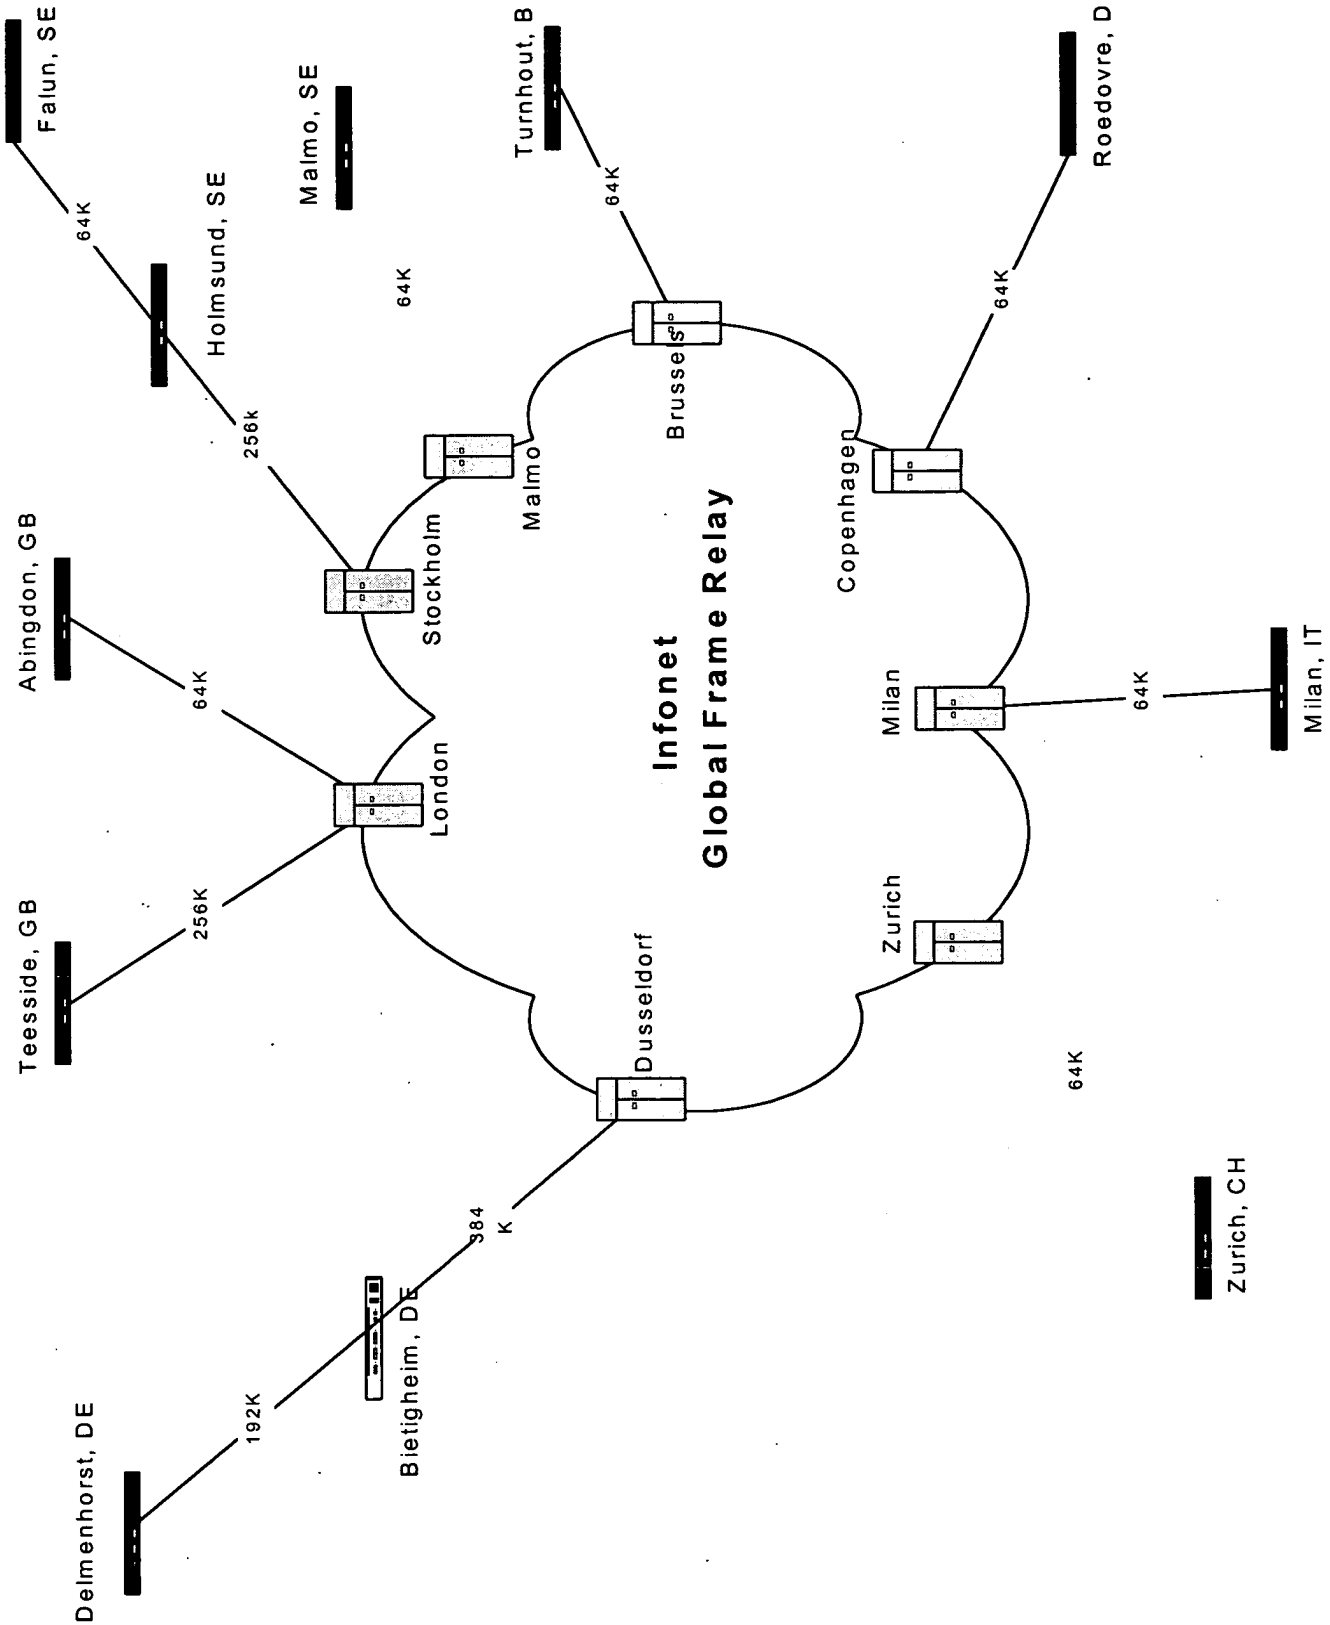 Teesside, GB
Abingdon, GB
Falun, SE
Delmenhorst, DE
64K
256K
64K
Holmsund, SE
192K
256k
Malmo, SE
Bietigheim, DE
64K
London
Stockholm
384
K
Malmo
Turnhout, B
64K
Dusseldorf
Infonet
Global Frame Relay
Brussels
Copenhagen
Zurich
Milan
64K
64K
Roedovre, D
64K
Zurich, CH
Milan, IT